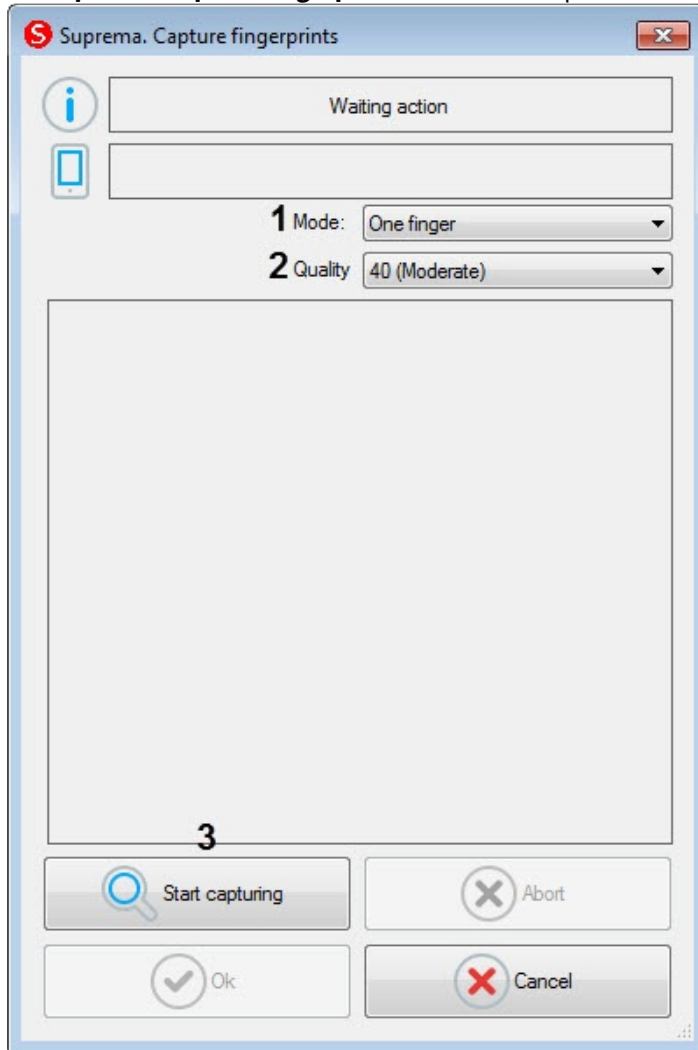 S Suprema. Capture fingerprints
i Waiting action
1 Mode: One finger
2 Quality 40 (Moderate)
3
Start capturing Abort
Ok Cancel